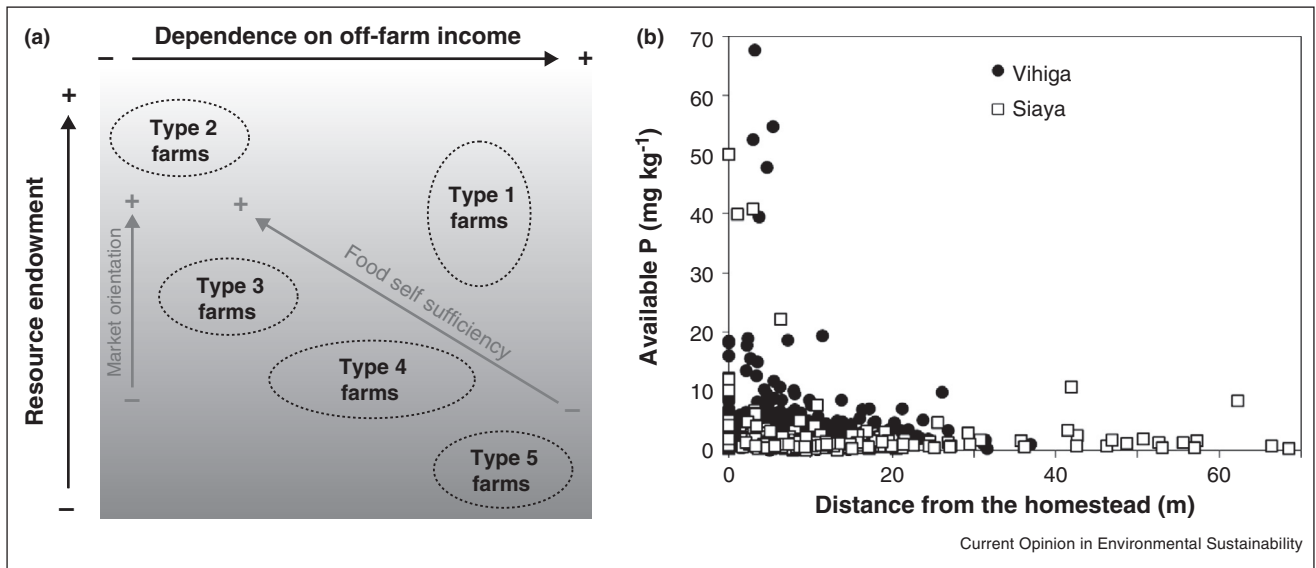 (a)
Dependence on off-farm income
– +
+
Resource endowment
–
Type 2
farms
Type 1
farms
+
+
Market orientation
–
Food self sufficiency
–
Type 3
farms
Type 4
farms
Type 5
farms
(b)
70
60
50
40
30
20
10
0
Available P (mg kg-1)
Vihiga
Siaya
0 20 40 60
Distance from the homestead (m)
Current Opinion in Environmental Sustainability